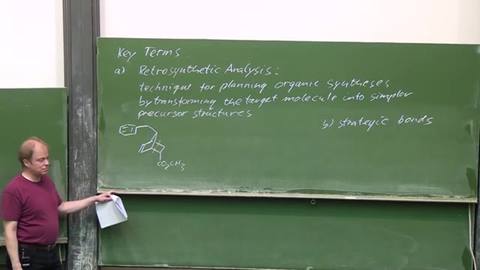 Key Terms
a) Retrosynthetic Analysis:
technique for planning organic syntheses
by transforming the target molecule into simpler
precursor structures
b) strategic bonds
CO₂CH₃